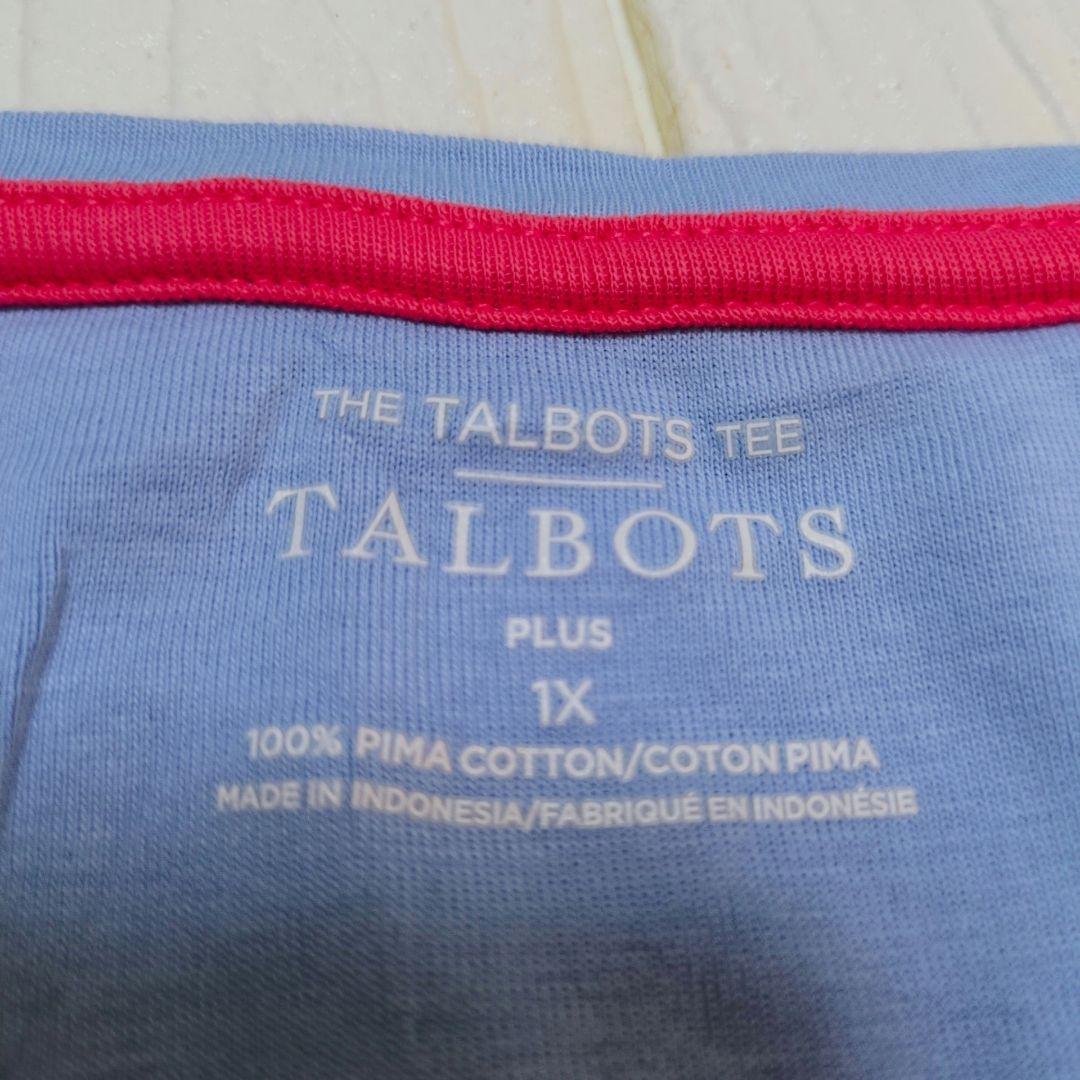 THE TALBOTS TEE
TALBOTS
PLUS
1X
100% PIMA COTTON/COTON PIMA
MADE IN INDONESIA/FABRIQUÉ EN INDONÉSIE